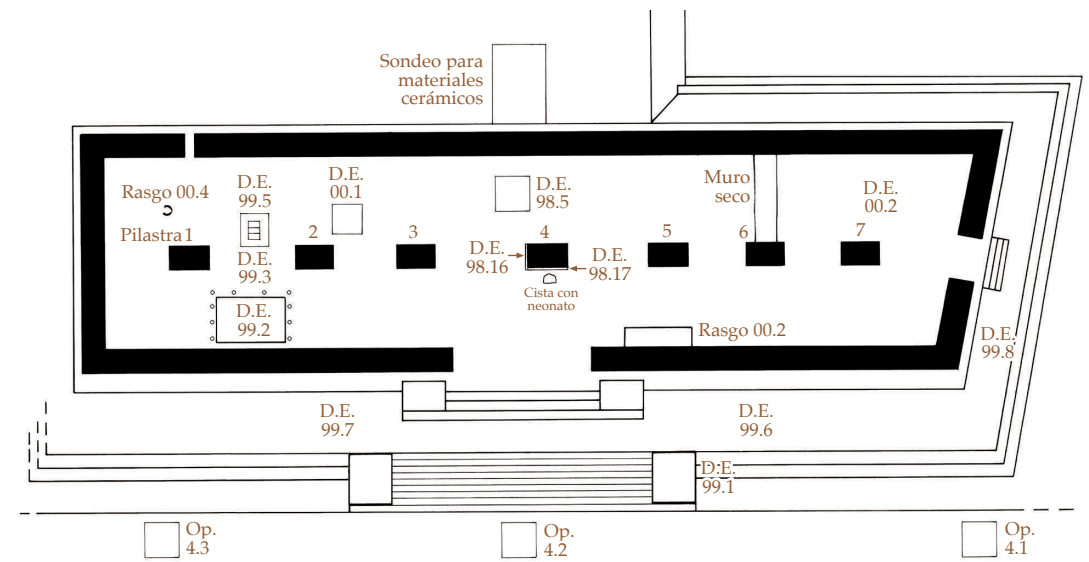 Sondeo para
materiales
cerámicos
Rasgo 00.4
D.E.
99.5
D.E.
00.1
D.E.
98.5
Muro
seco
D.E.
00.2
Pilastra 1
2
3
4
5
6
7
D.E.
99.3
D.E.
98.16
D.E.
98.17
Cista con
neonato
D.E.
99.2
Rasgo 00.2
D.E.
99.8
D.E.
99.7
D.E.
99.6
D.E.
99.1
Op.
4.3
Op.
4.2
Op.
4.1